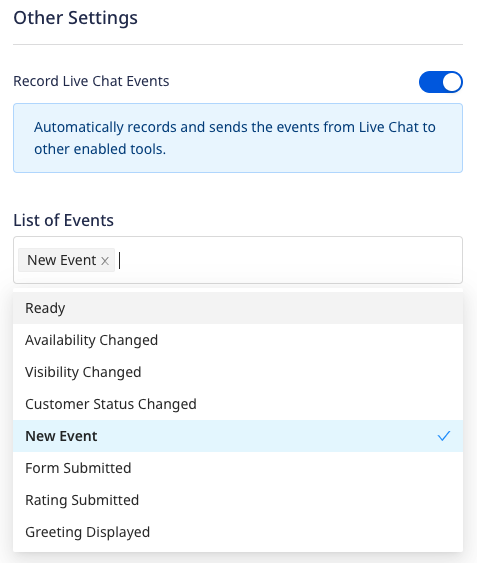 Other Settings
Record Live Chat Events
Automatically records and sends the events from Live Chat to
other enabled tools.
List of Events
New Event
Ready
Availability Changed
Visibility Changed
Customer Status Changed
New Event
Form Submitted
Rating Submitted
Greeting Displayed